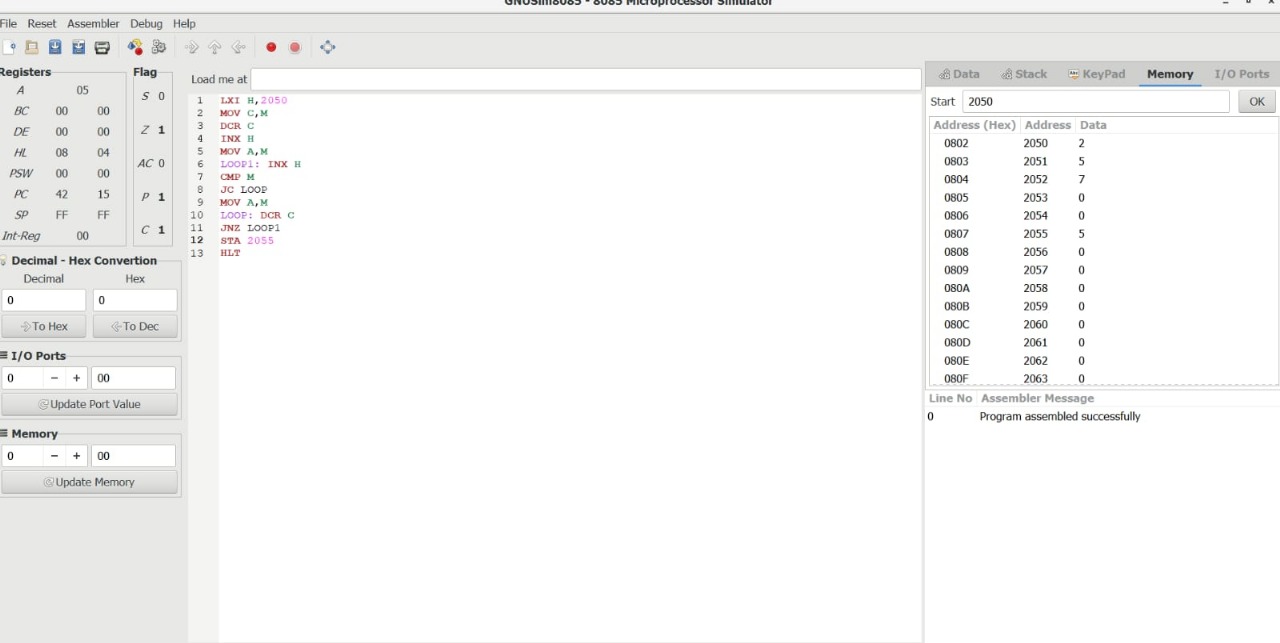 GNUSim8085 - 8085 Microprocessor Simulator
File Reset Assembler Debug Help
Registers
A 05
BC 00 00
DE 00 00
HL 08 04
PSW 00 00
PC 42 15
SP FF FF
Int-Reg 00
Flag
S 0
Z 1
AC 0
P 1
C 1
Decimal - Hex Convertion
Decimal Hex
0 0
To Hex To Dec
I/O Ports
0 − + 00
Update Port Value
Memory
0 − + 00
Update Memory
Load me at
1 LXI H,2050
2 MOV C,M
3 DCR C
4 INX H
5 MOV A,M
6 LOOP1: INX H
7 CMP M
8 JC LOOP
9 MOV A,M
10 LOOP: DCR C
11 JNZ LOOP1
12 STA 2055
13 HLT
Data Stack KeyPad Memory I/O Ports
Start 2050 OK
Address (Hex) Address Data
0802 2050 2
0803 2051 5
0804 2052 7
0805 2053 0
0806 2054 0
0807 2055 5
0808 2056 0
0809 2057 0
080A 2058 0
080B 2059 0
080C 2060 0
080D 2061 0
080E 2062 0
080F 2063 0
Line No Assembler Message
0 Program assembled successfully